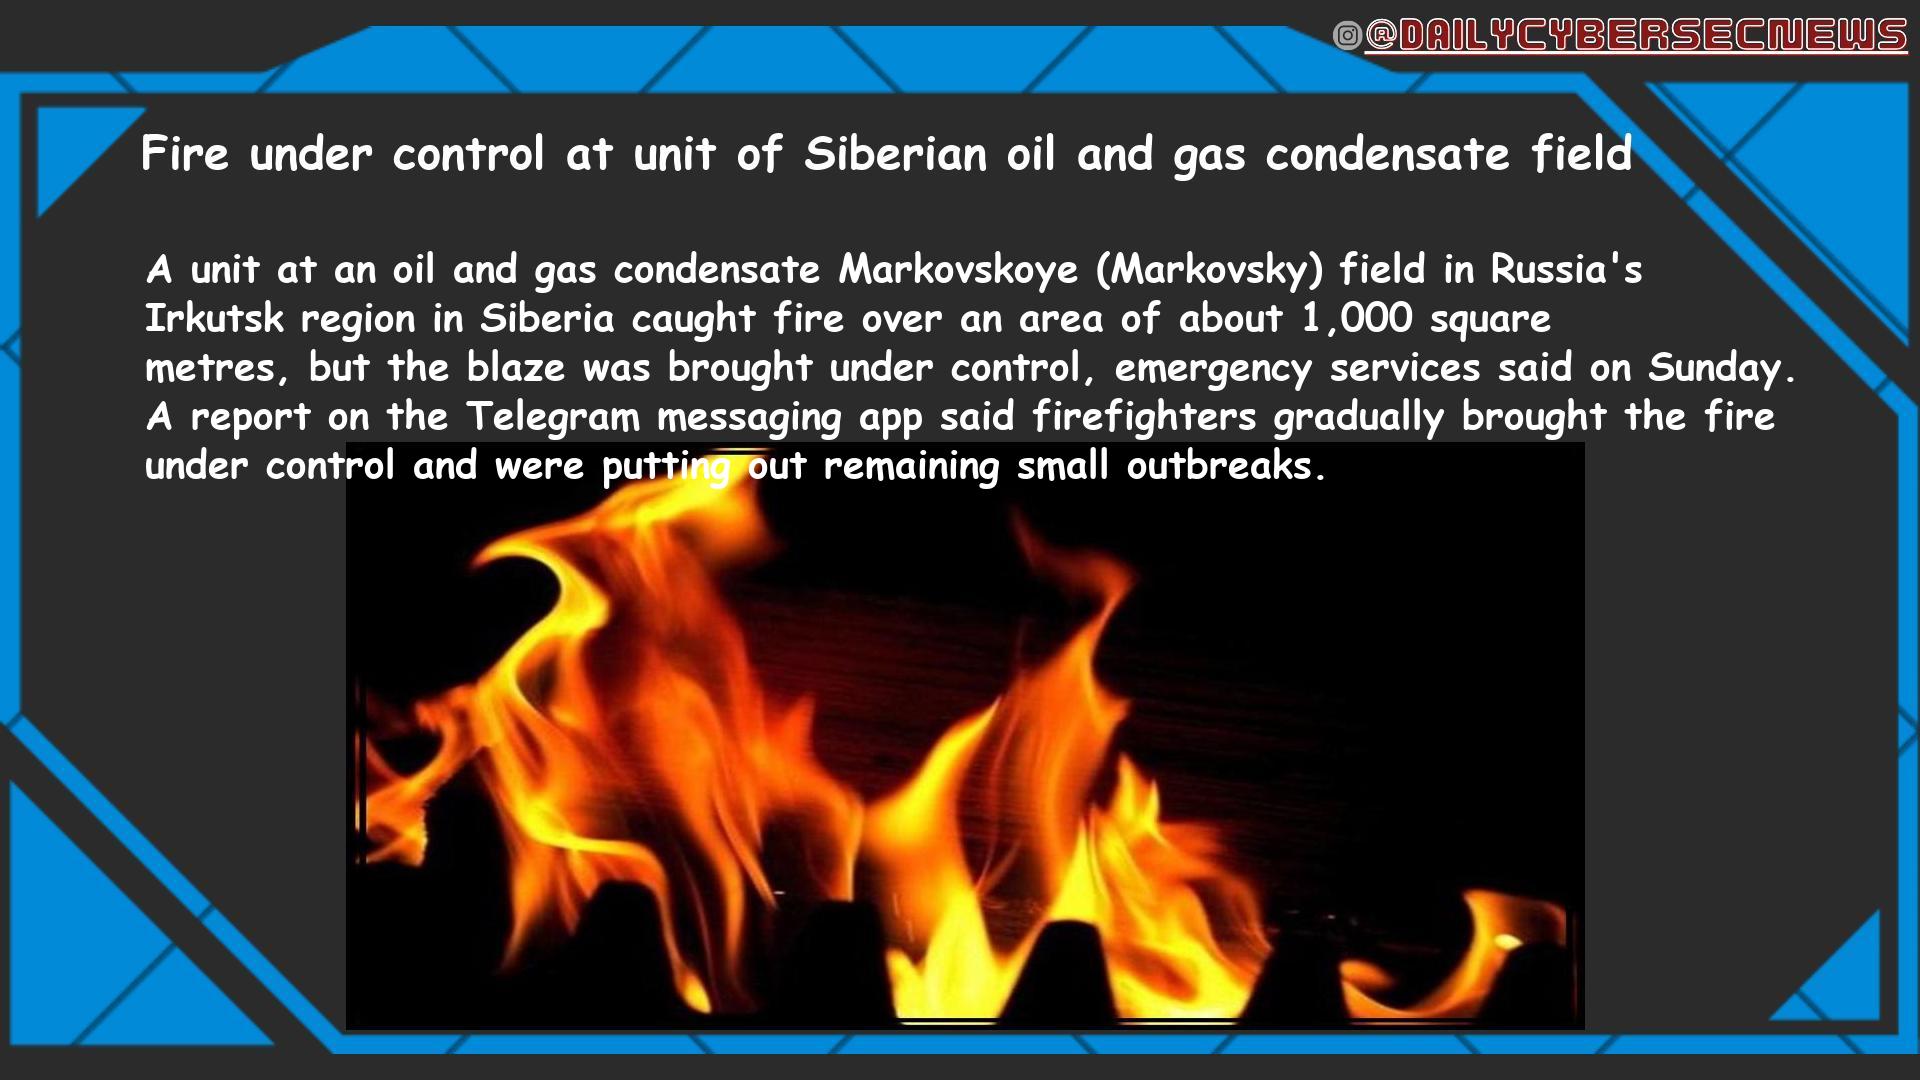 @DAILYCYBERSECNEWS
Fire under control at unit of Siberian oil and gas condensate field
A unit at an oil and gas condensate Markovskoye (Markovsky) field in Russia's
Irkutsk region in Siberia caught fire over an area of about 1,000 square
metres, but the blaze was brought under control, emergency services said on Sunday.
A report on the Telegram messaging app said firefighters gradually brought the fire
under control and were putting out remaining small outbreaks.